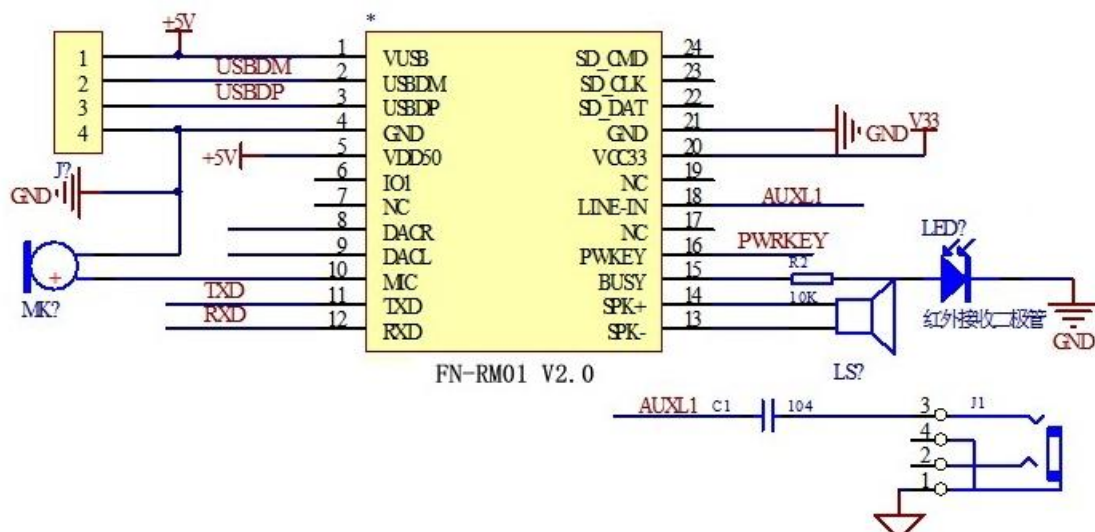 +5V
*
1
2
3
4
J?
GND
USBDM
USBDP
+5V
MK?
+
TXD
RXD
1 VUSB
2 USBDM
3 USBDP
4 GND
5 VDD50
6 IO1
7 NC
8 DACR
9 DACL
10 MIC
11 TXD
12 RXD
SD_CMD 24
SD_CLK 23
SD_DAT 22
GND 21
VCC33 20
NC 19
LINE-IN 18
NC 17
PWKEY 16
BUSY 15
SPK+ 14
SPK- 13
FN-RM01 V2.0
GND
V33
AUXL1
PWRKEY
R2
10K
LED?
红外接收二极管
GND
LS?
AUXL1
C1
104
3
4
2
1
J1